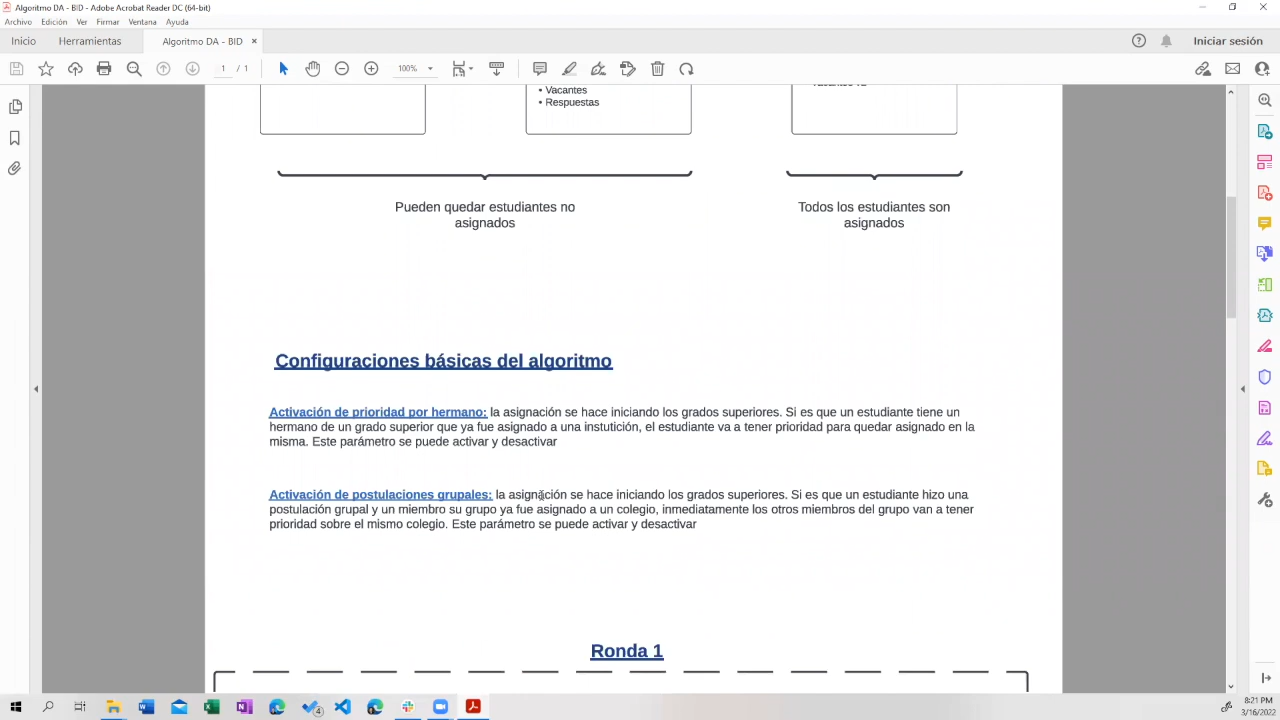 Algoritmo DA - BID - Adobe Acrobat Reader DC (64-bit)
Archivo Edición Ver Firmar Ventana Ayuda
Inicio Herramientas Algoritmo DA - BID × Iniciar sesión
1 / 1 100%
• Vacantes
• Respuestas
Pueden quedar estudiantes no
asignados
Todos los estudiantes son
asignados
Configuraciones básicas del algoritmo
Activación de prioridad por hermano: la asignación se hace iniciando los grados superiores. Si es que un estudiante tiene un
hermano de un grado superior que ya fue asignado a una instutición, el estudiante va a tener prioridad para quedar asignado en la
misma. Este parámetro se puede activar y desactivar
Activación de postulaciones grupales: la asignación se hace iniciando los grados superiores. Si es que un estudiante hizo una
postulación grupal y un miembro su grupo ya fue asignado a un colegio, inmediatamente los otros miembros del grupo van a tener
prioridad sobre el mismo colegio. Este parámetro se puede activar y desactivar
Ronda 1
8:21 PM
3/16/2022